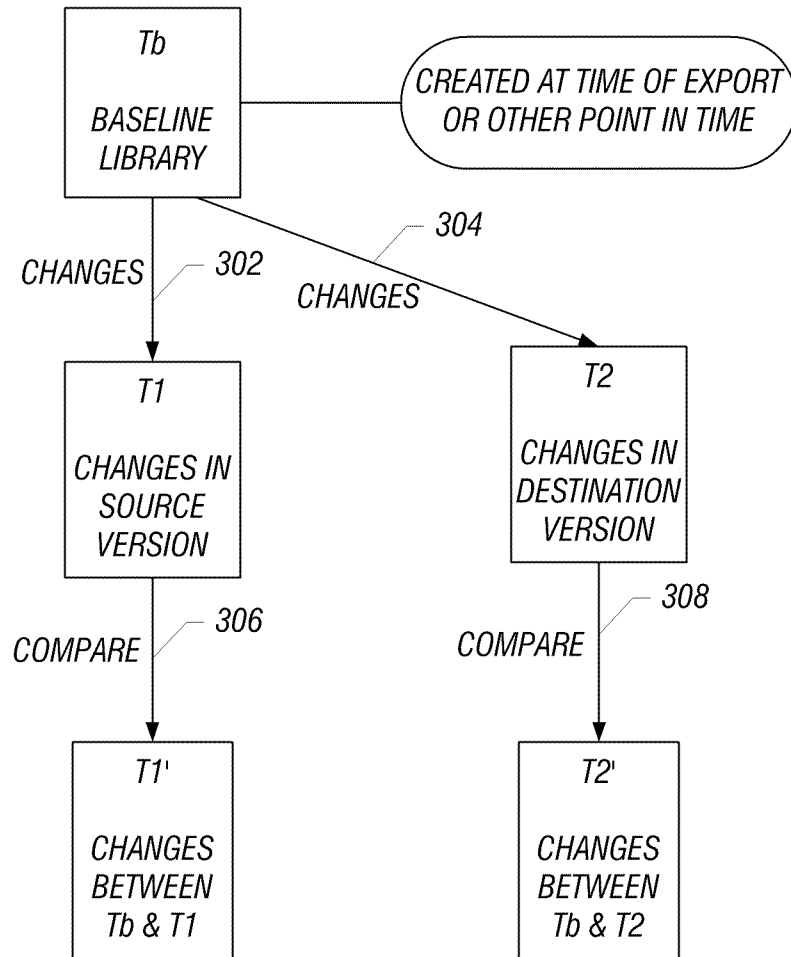 Tb
BASELINE
LIBRARY
CREATED AT TIME OF EXPORT
OR OTHER POINT IN TIME
CHANGES
302
304
CHANGES
T1
CHANGES IN
SOURCE
VERSION
T2
CHANGES IN
DESTINATION
VERSION
COMPARE
306
COMPARE
308
T1'
CHANGES
BETWEEN
Tb & T1
T2'
CHANGES
BETWEEN
Tb & T2